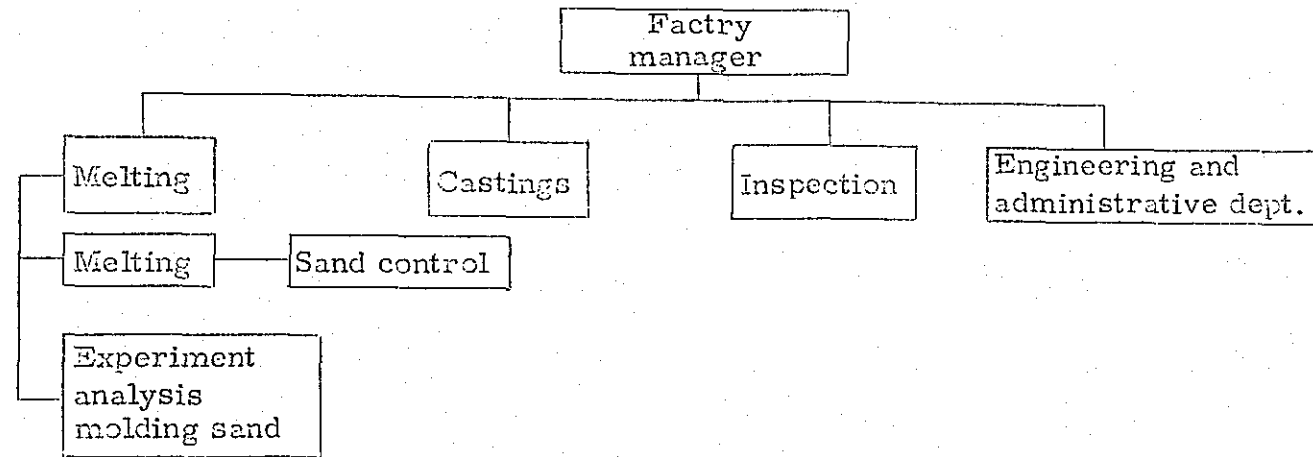 Factry
manager
Melting
Castings
Inspection
Engineering and
administrative dept.
Melting
Sand control
Experiment
analysis
molding sand